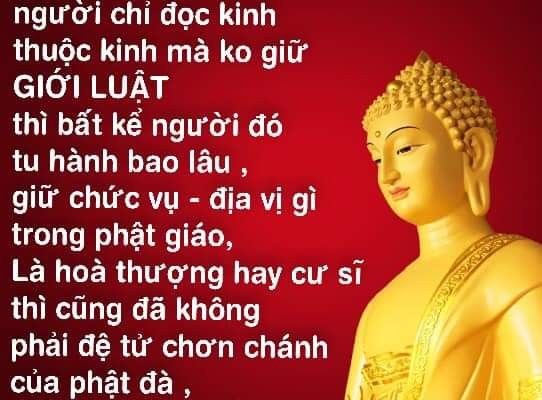 người chỉ đọc kinh
thuộc kinh mà ko giữ
GIỚI LUẬT
thì bất kể người đó
tu hành bao lâu ,
giữ chức vụ - địa vị gì
trong phật giáo,
Là hoà thượng hay cư sĩ
thì cũng đã không
phải đệ tử chơn chánh
của phật đà ,